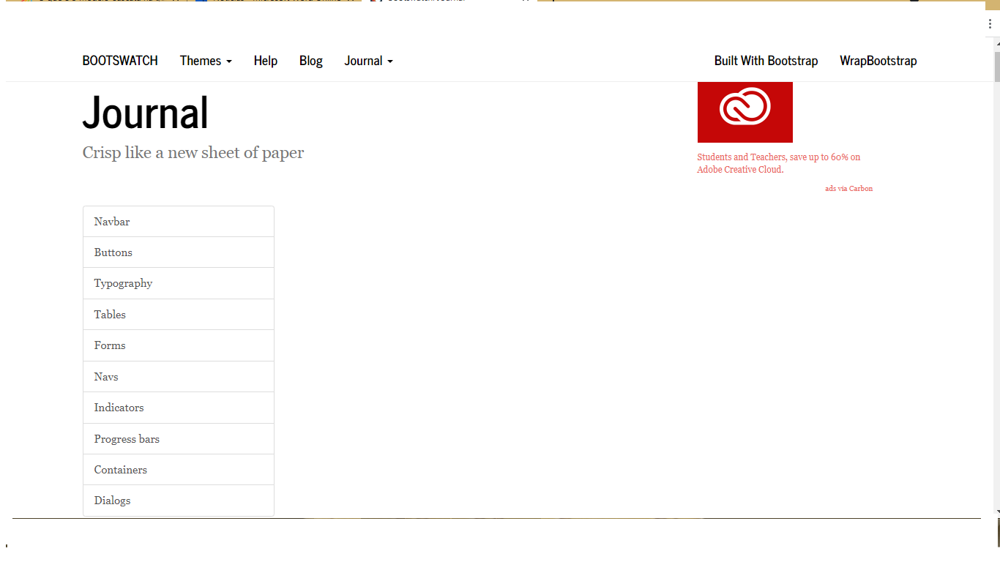 BOOTSWATCH Themes Help Blog Journal Built With Bootstrap WrapBootstrap
Journal
Crisp like a new sheet of paper
Students and Teachers, save up to 60% on
Adobe Creative Cloud.
ads via Carbon
Navbar
Buttons
Typography
Tables
Forms
Navs
Indicators
Progress bars
Containers
Dialogs